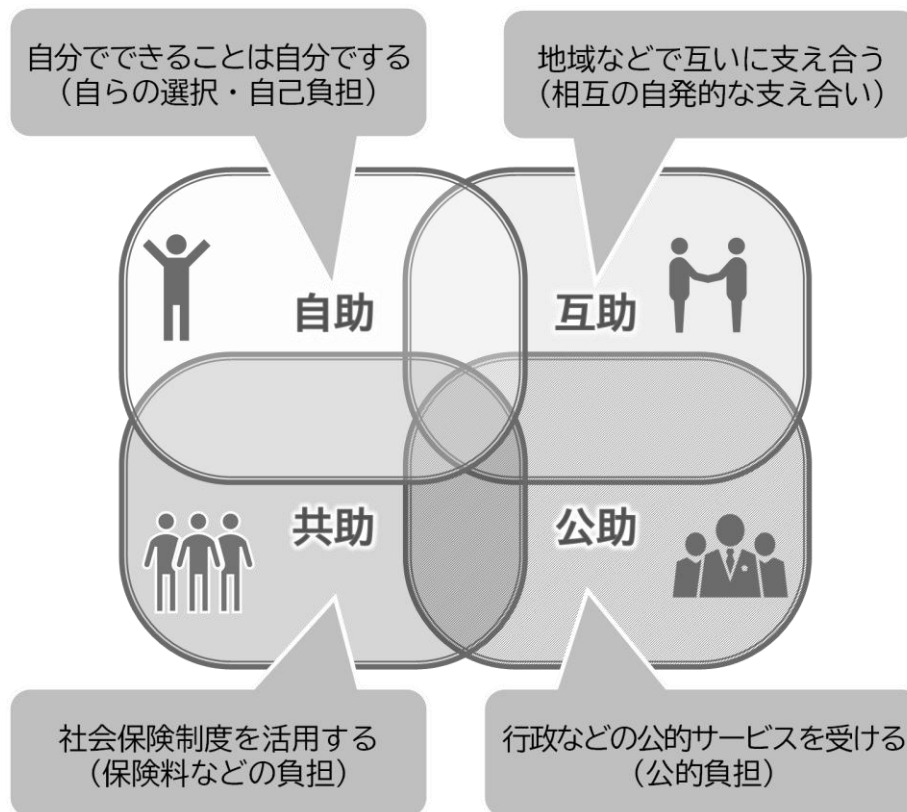 自分でできることは自分でする
（自らの選択・自己負担）
地域などで互いに支え合う
（相互の自発的な支え合い）
自助
互助
共助
公助
社会保険制度を活用する
（保険料などの負担）
行政などの公的サービスを受ける
（公的負担）